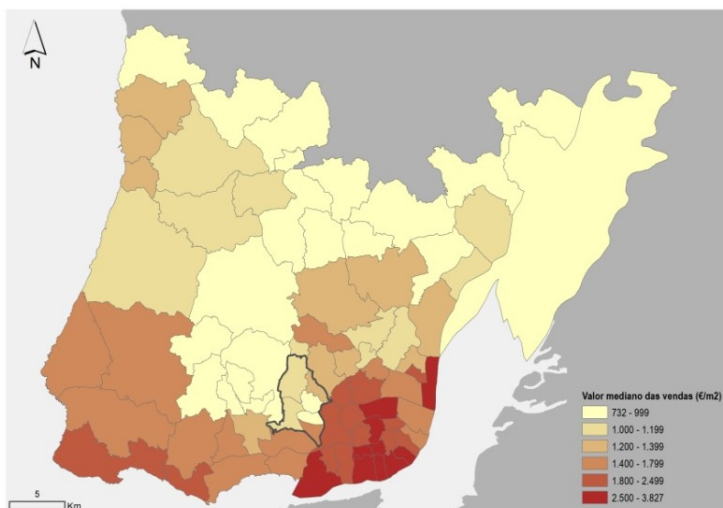 N
Valor mediano das vendas (€/m2)
732 - 999
1.000 - 1.199
1.200 - 1.399
1.400 - 1.799
1.800 - 2.499
2.500 - 3.827
5
Km